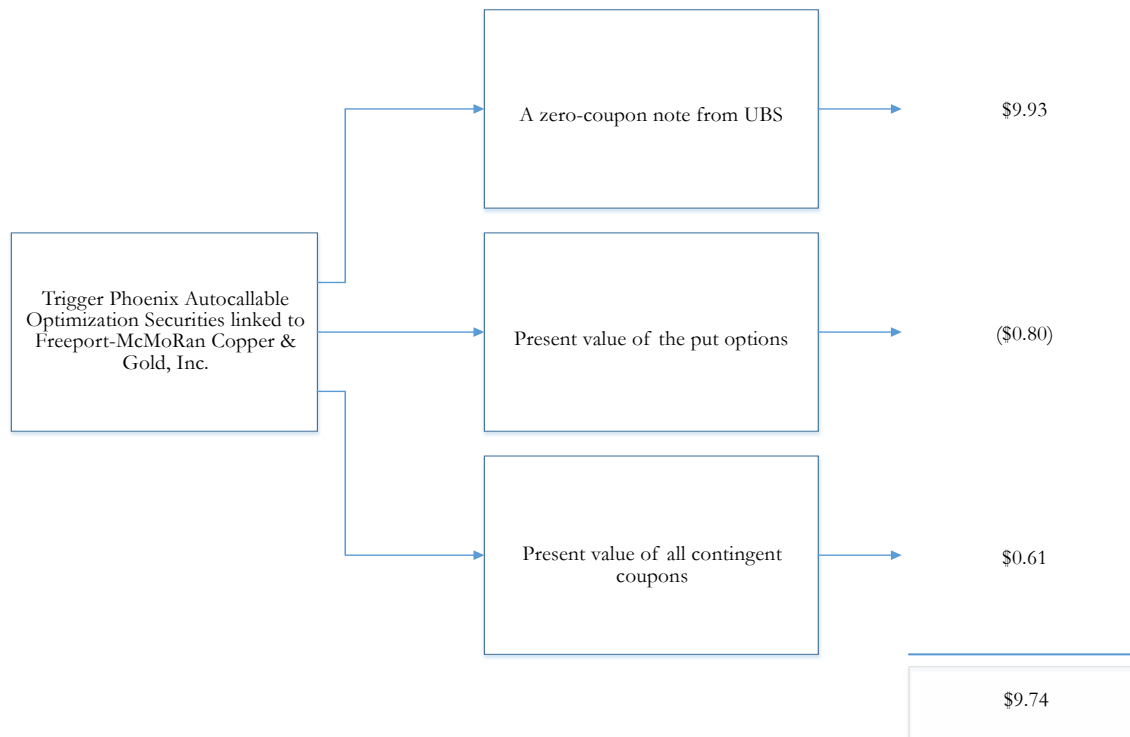 A zero-coupon note from UBS
$9.93
Trigger Phoenix Autocallable
Optimization Securities linked to
Freeport-McMoRan Copper &
Gold, Inc.
Present value of the put options
($0.80)
Present value of all contingent
coupons
$0.61
$9.74